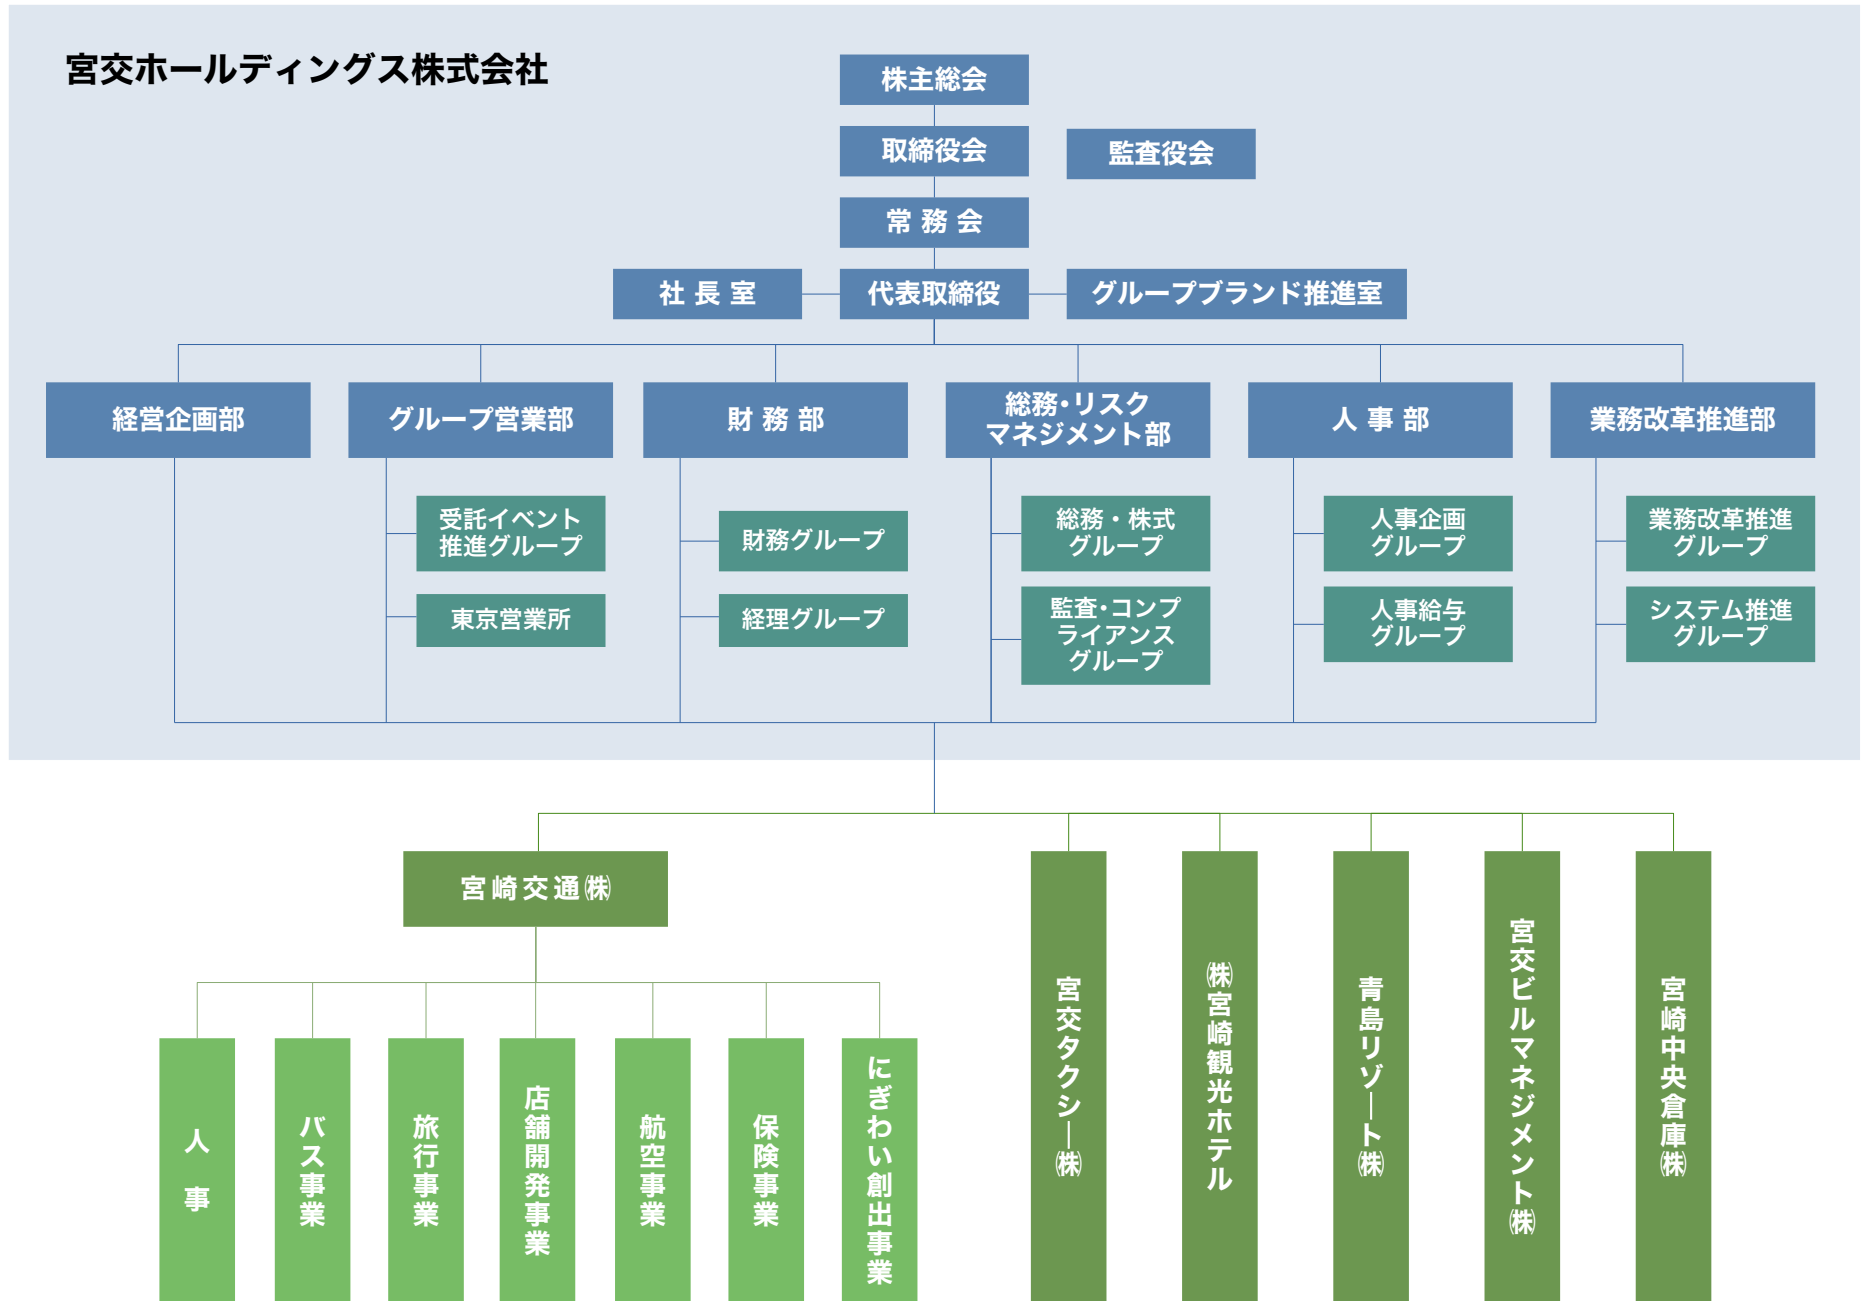 宮交ホールディングス株式会社
株主総会
取締役会
監査役会
常務会
社長室
代表取締役
グループブランド推進室
経営企画部
グループ営業部
財務部
総務・リスク
マネジメント部
人事部
業務改革推進部
受託イベント
推進グループ
東京営業所
財務グループ
経理グループ
総務・株式
グループ
監査・コンプ
ライアンス
グループ
人事企画
グループ
人事給与
グループ
業務改革推進
グループ
システム推進
グループ
宮崎交通㈱
人事
バス事業
旅行事業
店舗開発事業
航空事業
保険事業
にぎわい創出事業
宮交タクシー㈱
㈱宮崎観光ホテル
青島リゾート㈱
宮交ビルマネジメント㈱
宮崎中央倉庫㈱